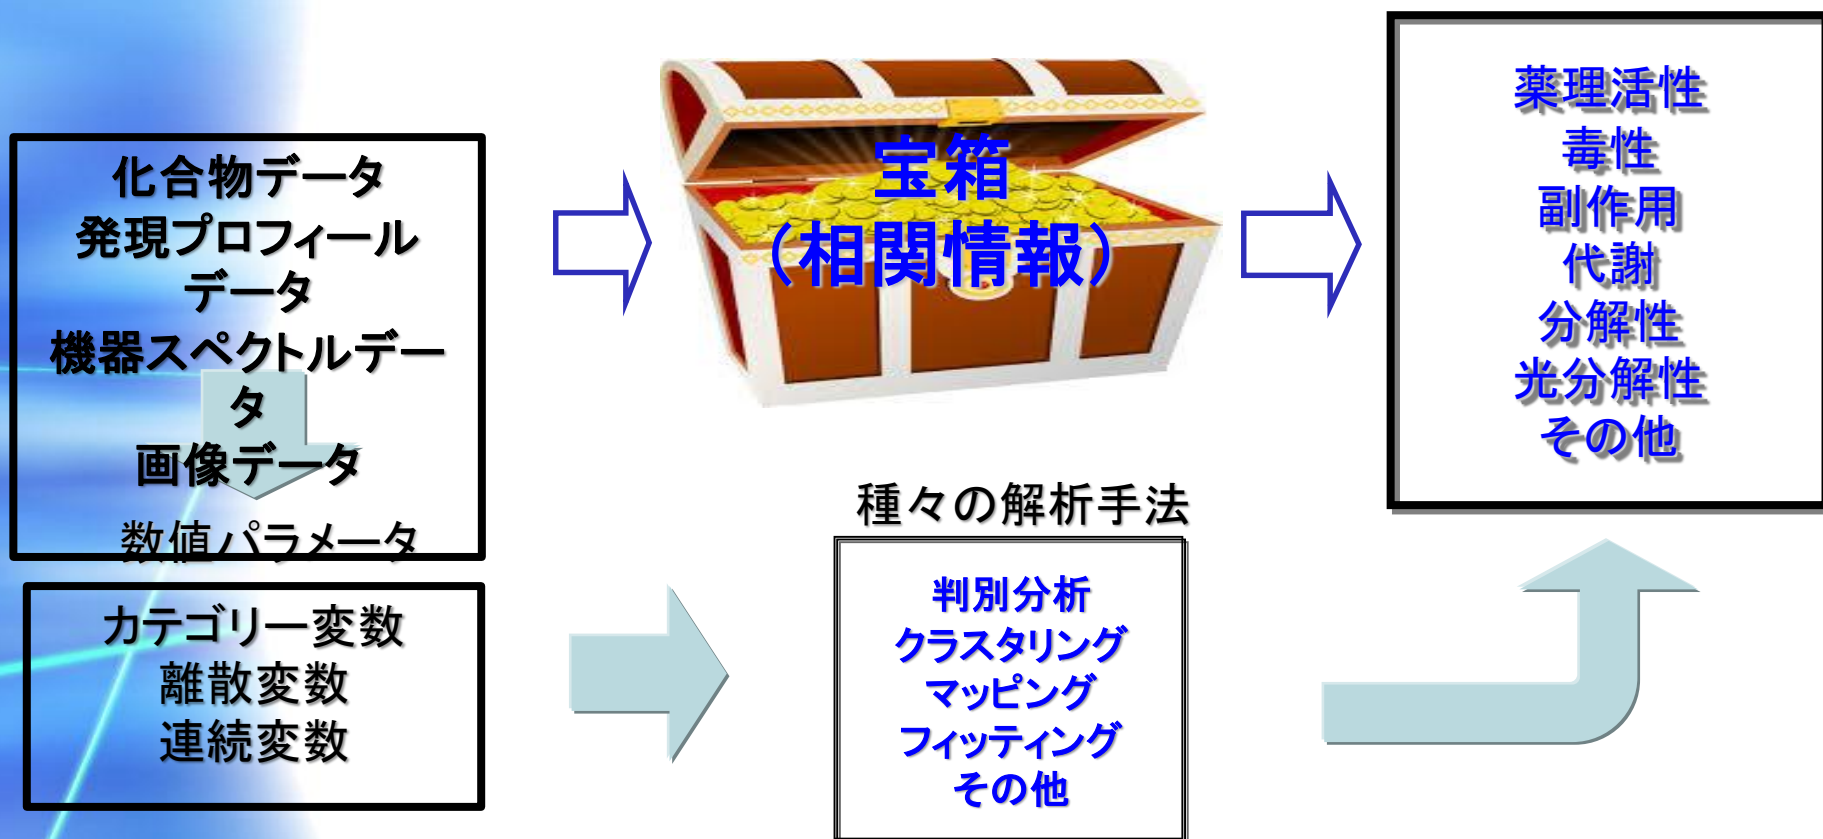 化合物データ
発現プロフィール
データ
機器スペクトルデー
タ
画像データ
数値パラメータ
カテゴリー変数
離散変数
連続変数
宝箱
（相関情報）
種々の解析手法
判別分析
クラスタリング
マッピング
フィッティング
その他
薬理活性
毒性
副作用
代謝
分解性
光分解性
その他